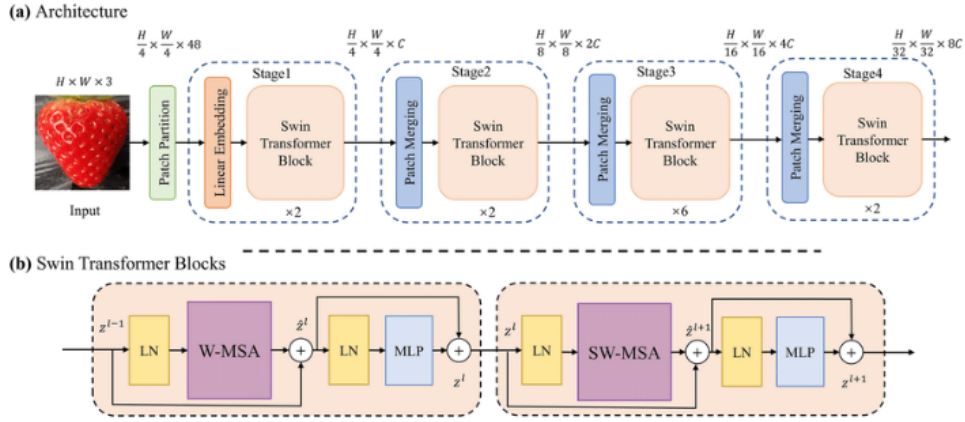 (a) Architecture
H/4 × W/4 × 48
H/4 × W/4 × C
H/8 × W/8 × 2C
H/16 × W/16 × 4C
H/32 × W/32 × 8C
H × W × 3
Input
Patch Partition
Stage1
Linear Embedding
Swin
Transformer
Block
×2
Stage2
Patch Merging
Swin
Transformer
Block
×2
Stage3
Patch Merging
Swin
Transformer
Block
×6
Stage4
Patch Merging
Swin
Transformer
Block
×2
(b) Swin Transformer Blocks
z^{l−1}
LN
W-MSA
ẑ^l
+
LN
MLP
+
z^l
z^l
LN
SW-MSA
ẑ^{l+1}
+
LN
MLP
+
z^{l+1}